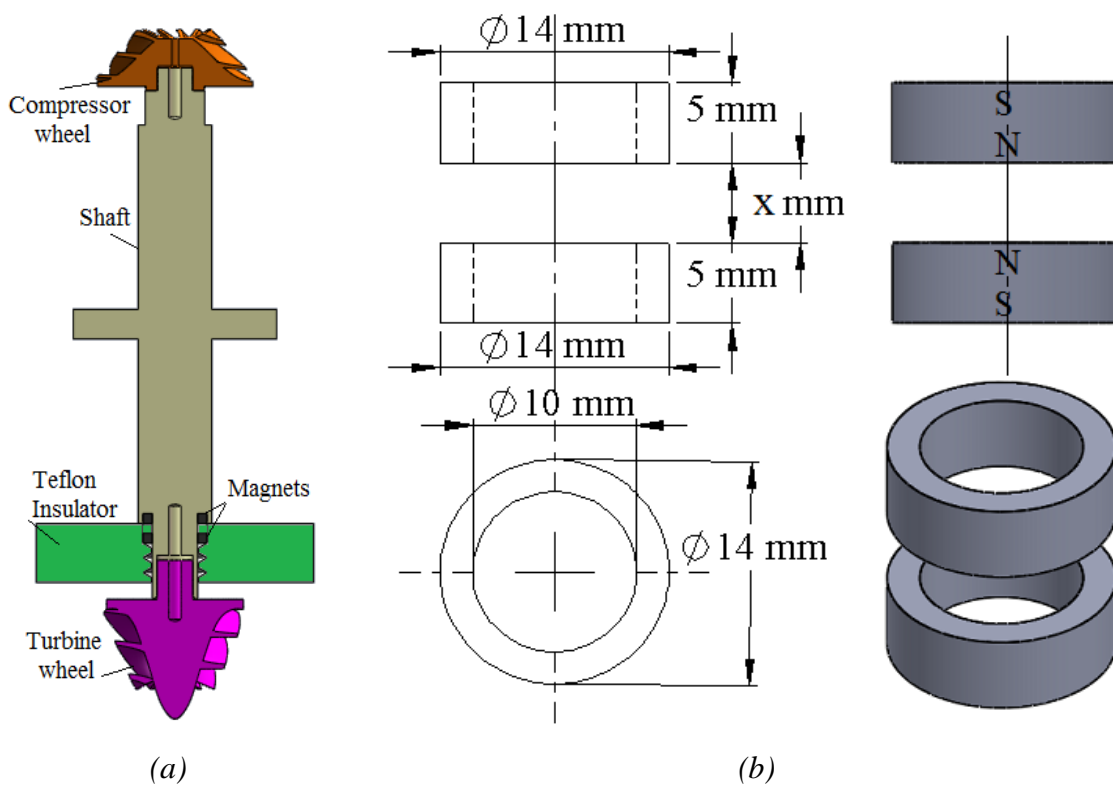 Compressor
wheel
Shaft
Teflon
Insulator
Magnets
Turbine
wheel
(a)
∅14 mm
5 mm
x mm
5 mm
∅14 mm
∅10 mm
∅14 mm
S
N
N
S
(b)